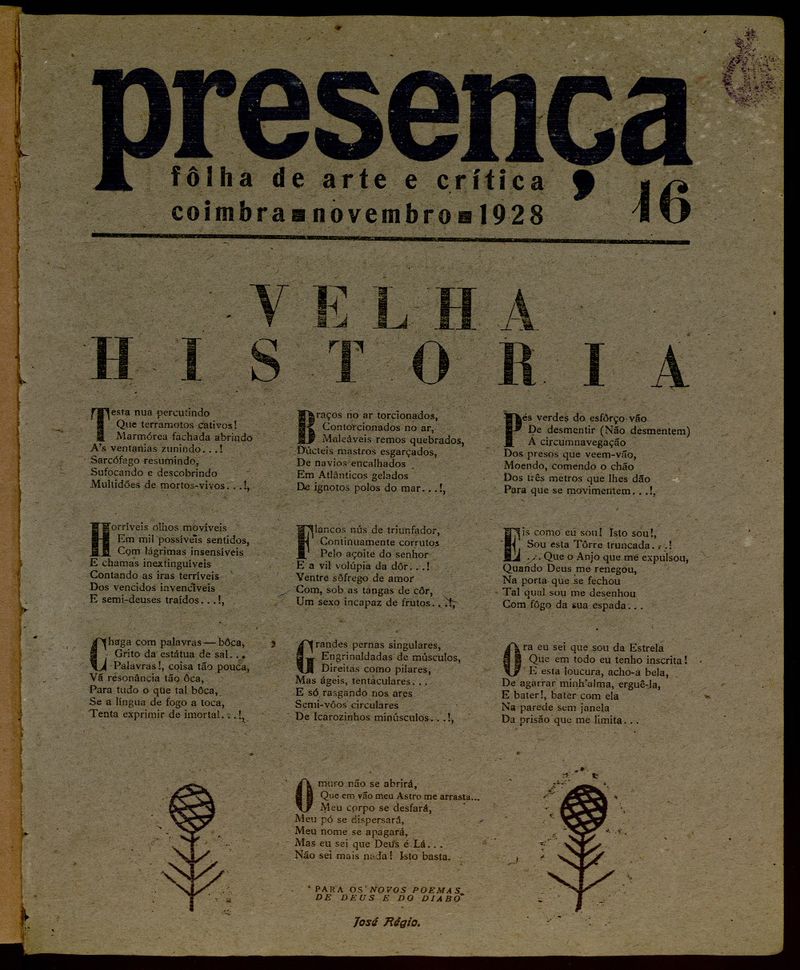 presença
fôlha de arte e crítica
coimbra novembro 1928
16
VELHA
HISTORIA
Testa nua percutindo
Que terramotos cativos!
Marmórea fachada abrindo
A's ventanias zunindo...!
Sarcófago resumindo,
Sufocando e descobrindo
Multidões de mortos-vivos...!,
Horríveis olhos moviveis
Em mil possíveis sentidos,
Com lágrimas insensíveis
E chamas inextinguíveis
Contando as iras terríveis
Dos vencidos invencíveis
E semi-deuses traídos...!,
Chaga com palavras—bôca,
Grito da estátua de sal...
Palavras!, coisa tão pouca,
Vã resonância tão ôca,
Para tudo o que tal bôca,
Se a língua de fogo a toca,
Tenta exprimir de imortal...!,
Braços no ar torcionados,
Contorcionados no ar,
Maleáveis remos quebrados,
Dúcteis mastros esgarçados,
De navios encalhados
Em Atlânticos gelados
De ignotos polos do mar...!,
Flancos nús de triunfador,
Continuamente corrutos
Pelo açoite do senhor
E a vil volúpia da dôr...!
Ventre sôfrego de amor
Com, sob as tangas de côr,
Um sexo incapaz de frutos...!,
Grandes pernas singulares,
Engrinaldadas de músculos,
Direitas como pilares,
Mas ágeis, tentaculares...
E só rasgando nos ares
Semi-vôos circulares
De Icarozinhos minúsculos...!,
Pés verdes do esfôrço vão
De desmentir (Não desmentem)
A circumnavegação
Dos presos que veem-vão,
Moendo, comendo o chão
Dos três metros que lhes dão
Para que se movimentem...!,
Eis como eu sou! Isto sou!,
Sou esta Tôrre truncada...!
... Que o Anjo que me expulsou,
Quando Deus me renegou,
Na porta que se fechou
Tal qual sou me desenhou
Com fôgo da sua espada...
Ora eu sei que sou da Estrela
Que em todo eu tenho inscrita!
E esta loucura, acho-a bela,
De agarrar minh'alma, erguê-la,
E bater!, bater com ela
Na parede sem janela
Da prisão que me limita...
O muro não se abrirá,
Que em vão meu Astro me arrasta...
Meu corpo se desfará,
Meu pó se dispersará,
Meu nome se apagará,
Mas eu sei que Deus é Lá...
Não sei mais nada! Isto basta.
"PARA OS NOVOS POEMAS
DE DEUS E DO DIABO"
José Régio.